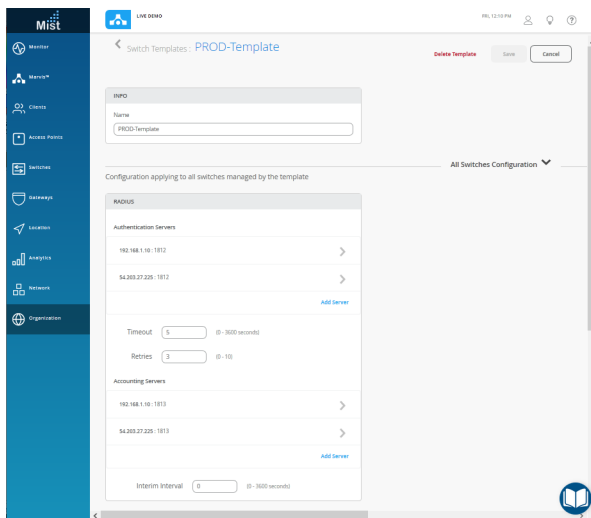 Mist
LIVE DEMO
FRI, 12:10 PM
Monitor
Marvis™
Clients
Access Points
Switches
Gateways
Location
Analytics
Network
Organization
Switch Templates : PROD-Template
Delete Template
Save
Cancel
INFO
Name
PROD-Template
All Switches Configuration
Configuration applying to all switches managed by the template
RADIUS
Authentication Servers
192.168.1.10 : 1812
54.203.27.225 : 1812
Add Server
Timeout 5 (0 - 3600 seconds)
Retries 3 (0 - 10)
Accounting Servers
192.168.1.10 : 1813
54.203.27.225 : 1813
Add Server
Interim Interval 0 (0 - 3600 seconds)